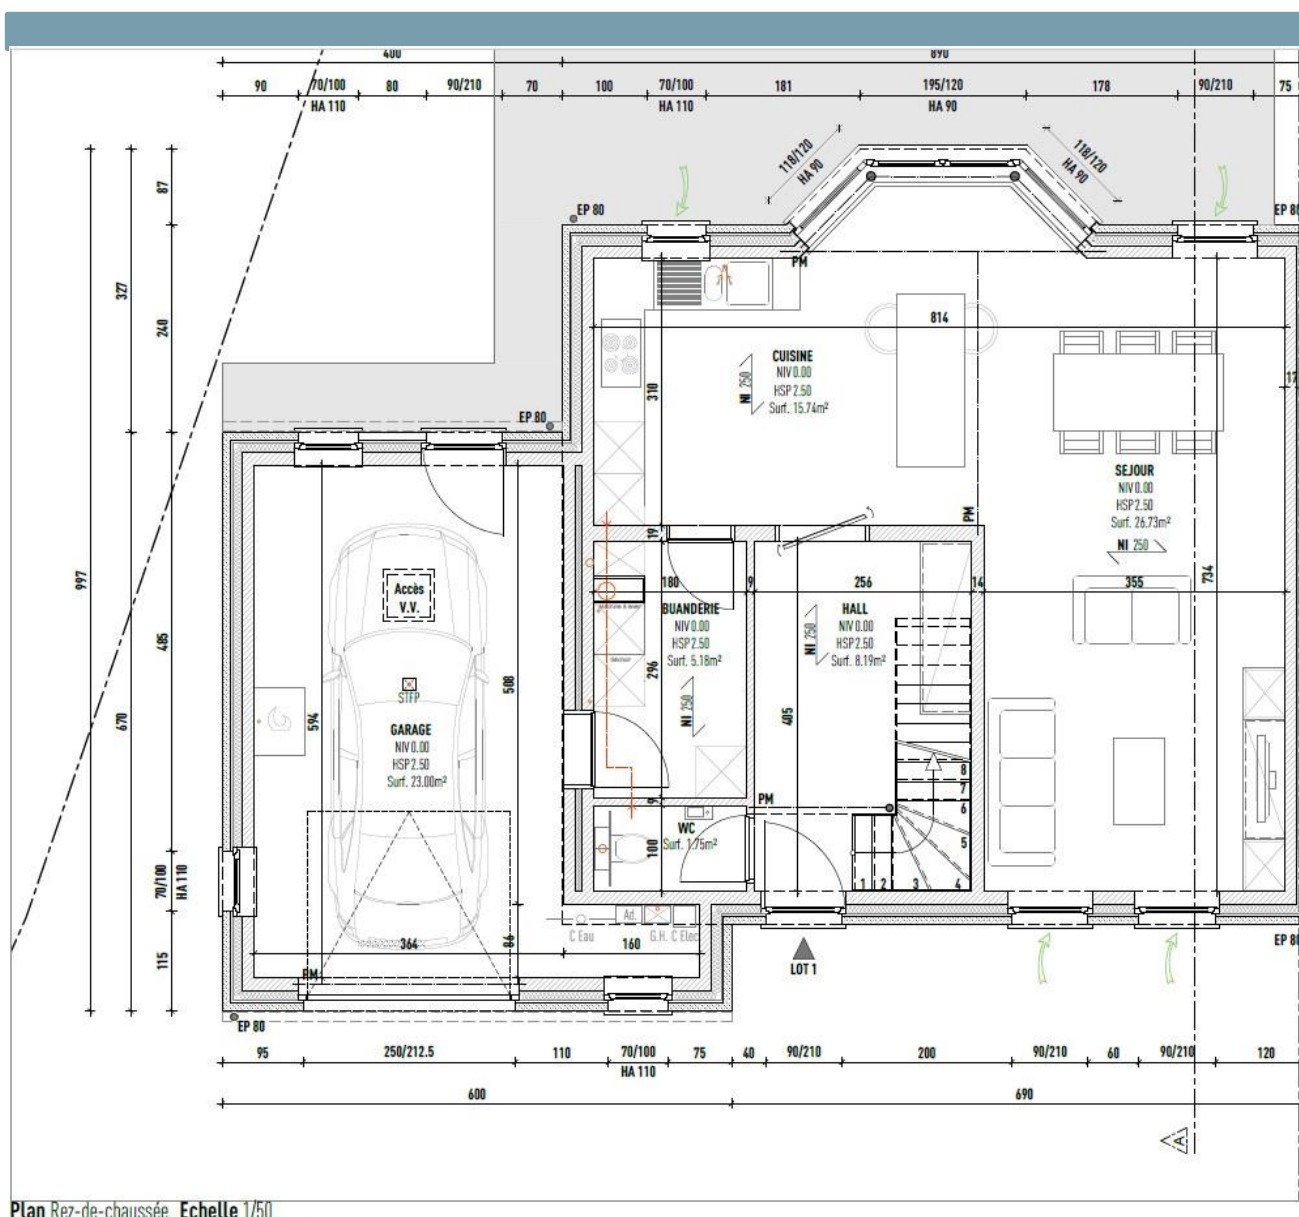 400 890
90 70/100 80 90/210 70 100 70/100 181 195/120 178 90/210 75
HA 110 HA 110 HA 90
118/120
HA 90
118/120
HA 90
87
EP 80
EP 80
PM
327
240
814
CUISINE
NIV 0.00
HSP 2.50
Surf. 15.74m²
NI 250
310
17
EP 80
SEJOUR
NIV 0.00
HSP 2.50
Surf. 26.73m²
NI 250
PM
19
997
485
670
Accès
V.V.
180 9 256 14 355 734
BUANDERIE
NIV 0.00
HSP 2.50
Surf. 5.18m²
NI 250
HALL
NIV 0.00
HSP 2.50
Surf. 8.19m²
NI 250
296
508
594
405
STFP
GARAGE
NIV 0.00
HSP 2.50
Surf. 23.00m²
8
7
6
5
9
PM
WC
Surf. 1.75m²
100
1 2 3 4
70/100
HA 110
115
C Eau Ad. G.H. C Elec
364 86 160
PM
LOT 1
EP 80
EP 80
95 250/212.5 110 70/100 75 40 90/210 200 90/210 60 90/210 120
HA 110
600 690
A
Plan Rez-de-chaussée Echelle 1/50